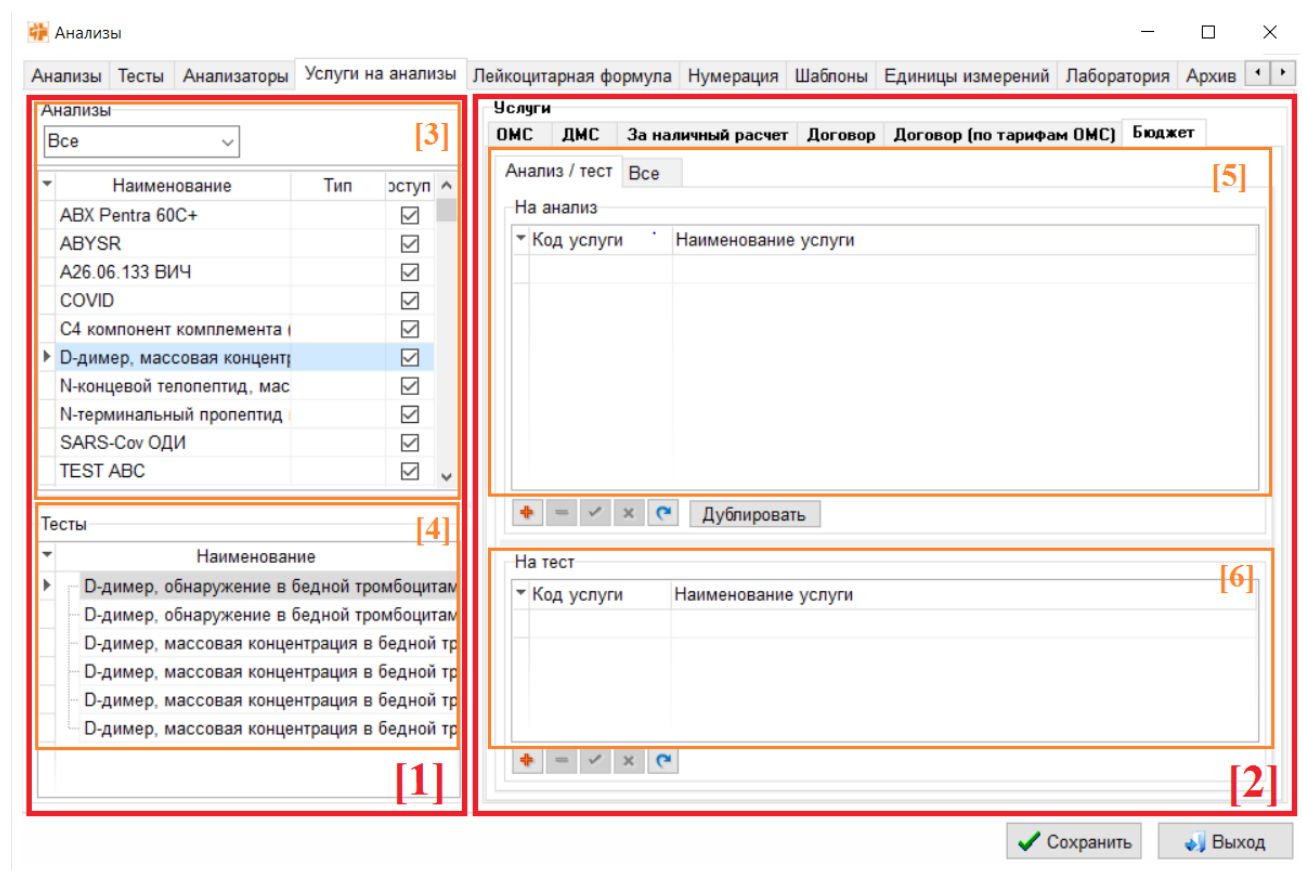 Анализы
Анализы Тесты Анализаторы Услуги на анализы Лейкоцитарная формула Нумерация Шаблоны Единицы измерений Лаборатория Архив
Анализы
Все
[3]
Наименование Тип оступ
ABX Pentra 60C+
ABYSR
A26.06.133 ВИЧ
COVID
C4 компонент комплемента (
D-димер, массовая концентр
N-концевой телопептид, мас
N-терминальный пропептид
SARS-Cov ОДИ
TEST ABC
Тесты
[4]
Наименование
D-димер, обнаружение в бедной тромбоцитам
D-димер, обнаружение в бедной тромбоцитам
D-димер, массовая концентрация в бедной тр
D-димер, массовая концентрация в бедной тр
D-димер, массовая концентрация в бедной тр
D-димер, массовая концентрация в бедной тр
[1]
Услуги
ОМС ДМС За наличный расчет Договор Договор (по тарифам ОМС) Бюджет
Анализ / тест Все
[5]
На анализ
Код услуги Наименование услуги
Дублировать
На тест
[6]
Код услуги Наименование услуги
[2]
Сохранить Выход